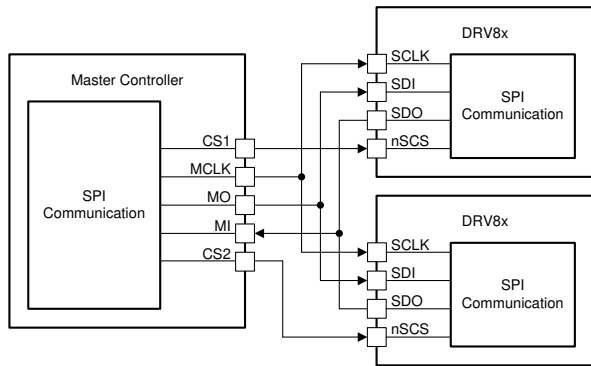 Master Controller
SPI
Communication
CS1
MCLK
MO
MI
CS2
DRV8x
SCLK
SDI
SDO
nSCS
SPI
Communication
DRV8x
SCLK
SDI
SDO
nSCS
SPI
Communication